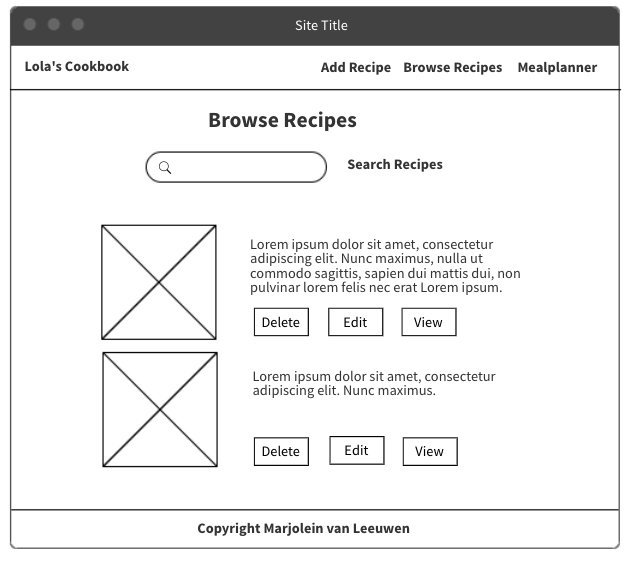 Site Title
Lola's Cookbook
Add Recipe Browse Recipes Mealplanner
Browse Recipes
Search Recipes
Lorem ipsum dolor sit amet, consectetur
adipiscing elit. Nunc maximus, nulla ut
commodo sagittis, sapien dui mattis dui, non
pulvinar lorem felis nec erat Lorem ipsum.
Delete Edit View
Lorem ipsum dolor sit amet, consectetur
adipiscing elit. Nunc maximus.
Delete Edit View
Copyright Marjolein van Leeuwen